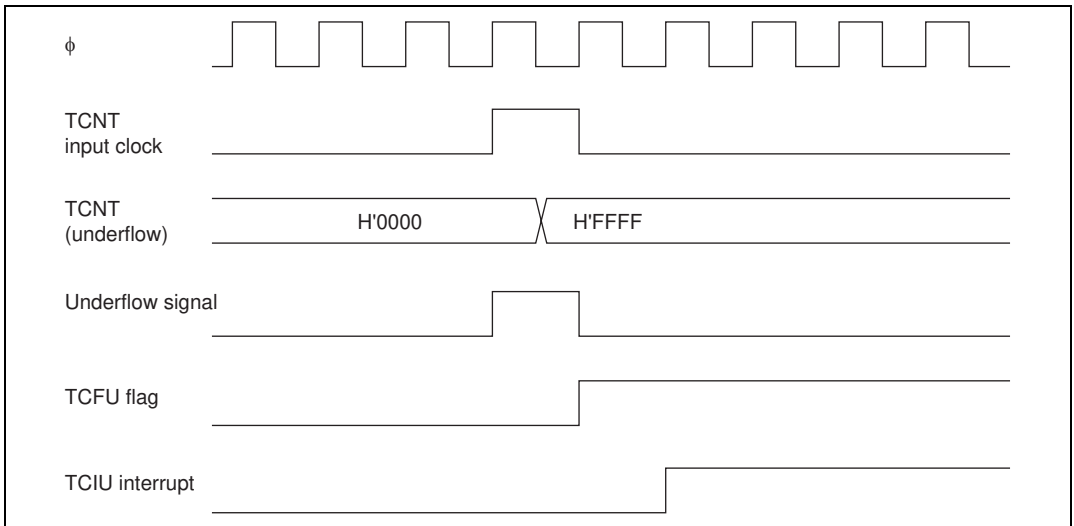 ϕ
TCNT
input clock
TCNT
(underflow)
H'0000
H'FFFF
Underflow signal
TCFU flag
TCIU interrupt